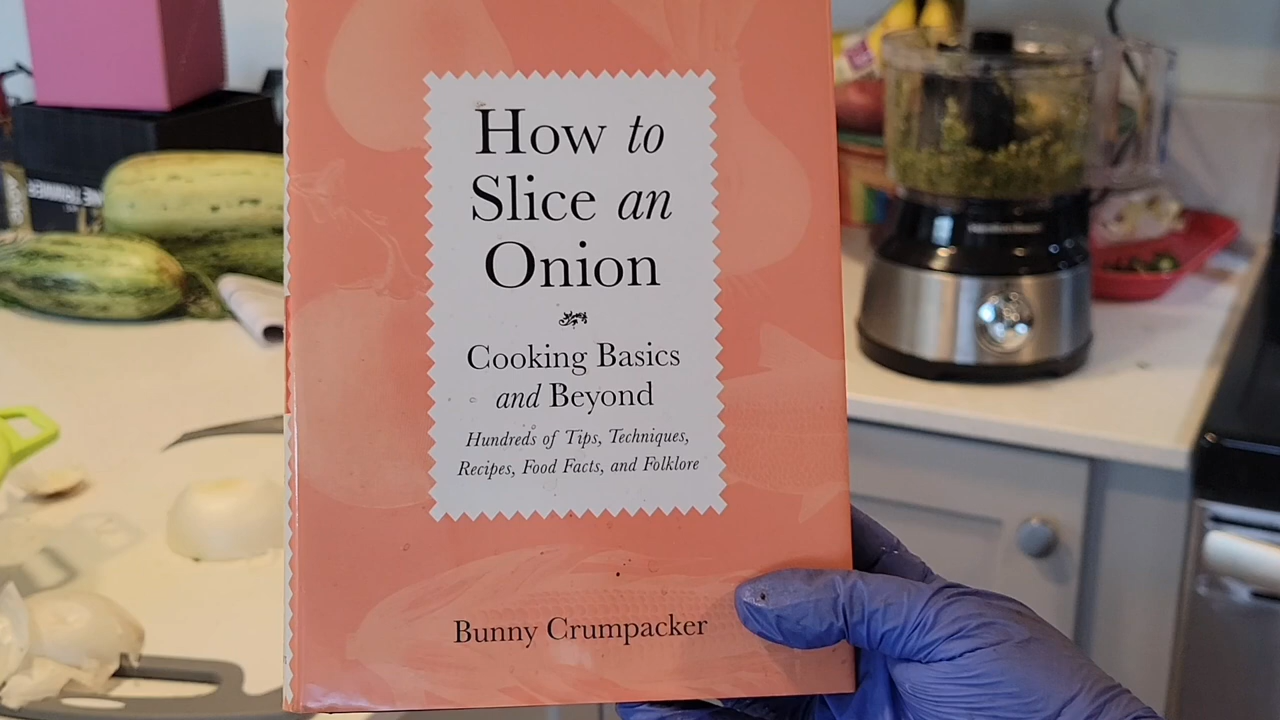 How to
Slice an
Onion
Cooking Basics
and Beyond
Hundreds of Tips, Techniques,
Recipes, Food Facts, and Folklore
Bunny Crumpacker